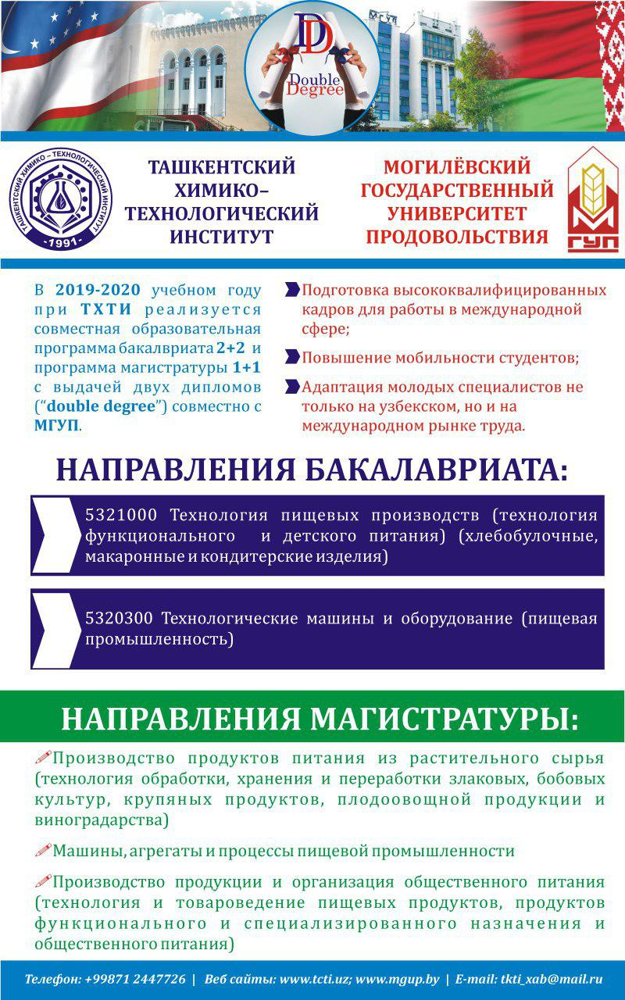 МГУП
DD
Double
Degree
ТАШКЕНТСКИЙ ХИМИКО – ТЕХНОЛОГИЧЕСКИЙ ИНСТИТУТ
-1991-
ТАШКЕНТСКИЙ
ХИМИКО–
ТЕХНОЛОГИЧЕСКИЙ
ИНСТИТУТ
МОГИЛЁВСКИЙ
ГОСУДАРСТВЕННЫЙ
УНИВЕРСИТЕТ
ПРОДОВОЛЬСТВИЯ
М
ГУП
В 2019-2020 учебном году
при ТХТИ реализуется
совместная образовательная
программа бакалвриата 2+2 и
программа магистратуры 1+1
с выдачей двух дипломов
(“double degree”) совместно с
МГУП.
Подготовка высококвалифицированных
кадров для работы в международной
сфере;
Повышение мобильности студентов;
Адаптация молодых специалистов не
только на узбекском, но и на
международном рынке труда.
НАПРАВЛЕНИЯ БАКАЛАВРИАТА:
5321000 Технология пищевых производств (технология
функционального и детского питания) (хлебобулочные,
макаронные и кондитерские изделия)
5320300 Технологические машины и оборудование (пищевая
промышленность)
НАПРАВЛЕНИЯ МАГИСТРАТУРЫ:
Производство продуктов питания из растительного сырья
(технология обработки, хранения и переработки злаковых, бобовых
культур, крупяных продуктов, плодоовощной продукции и
виноградарства)
Машины, агрегаты и процессы пищевой промышленности
Производство продукции и организация общественного питания
(технология и товароведение пищевых продуктов, продуктов
функционального и специализированного назначения и
общественного питания)
Телефон: +99871 2447726 | Веб сайты: www.tcti.uz; www.mgup.by | E-mail: tkti_xab@mail.ru